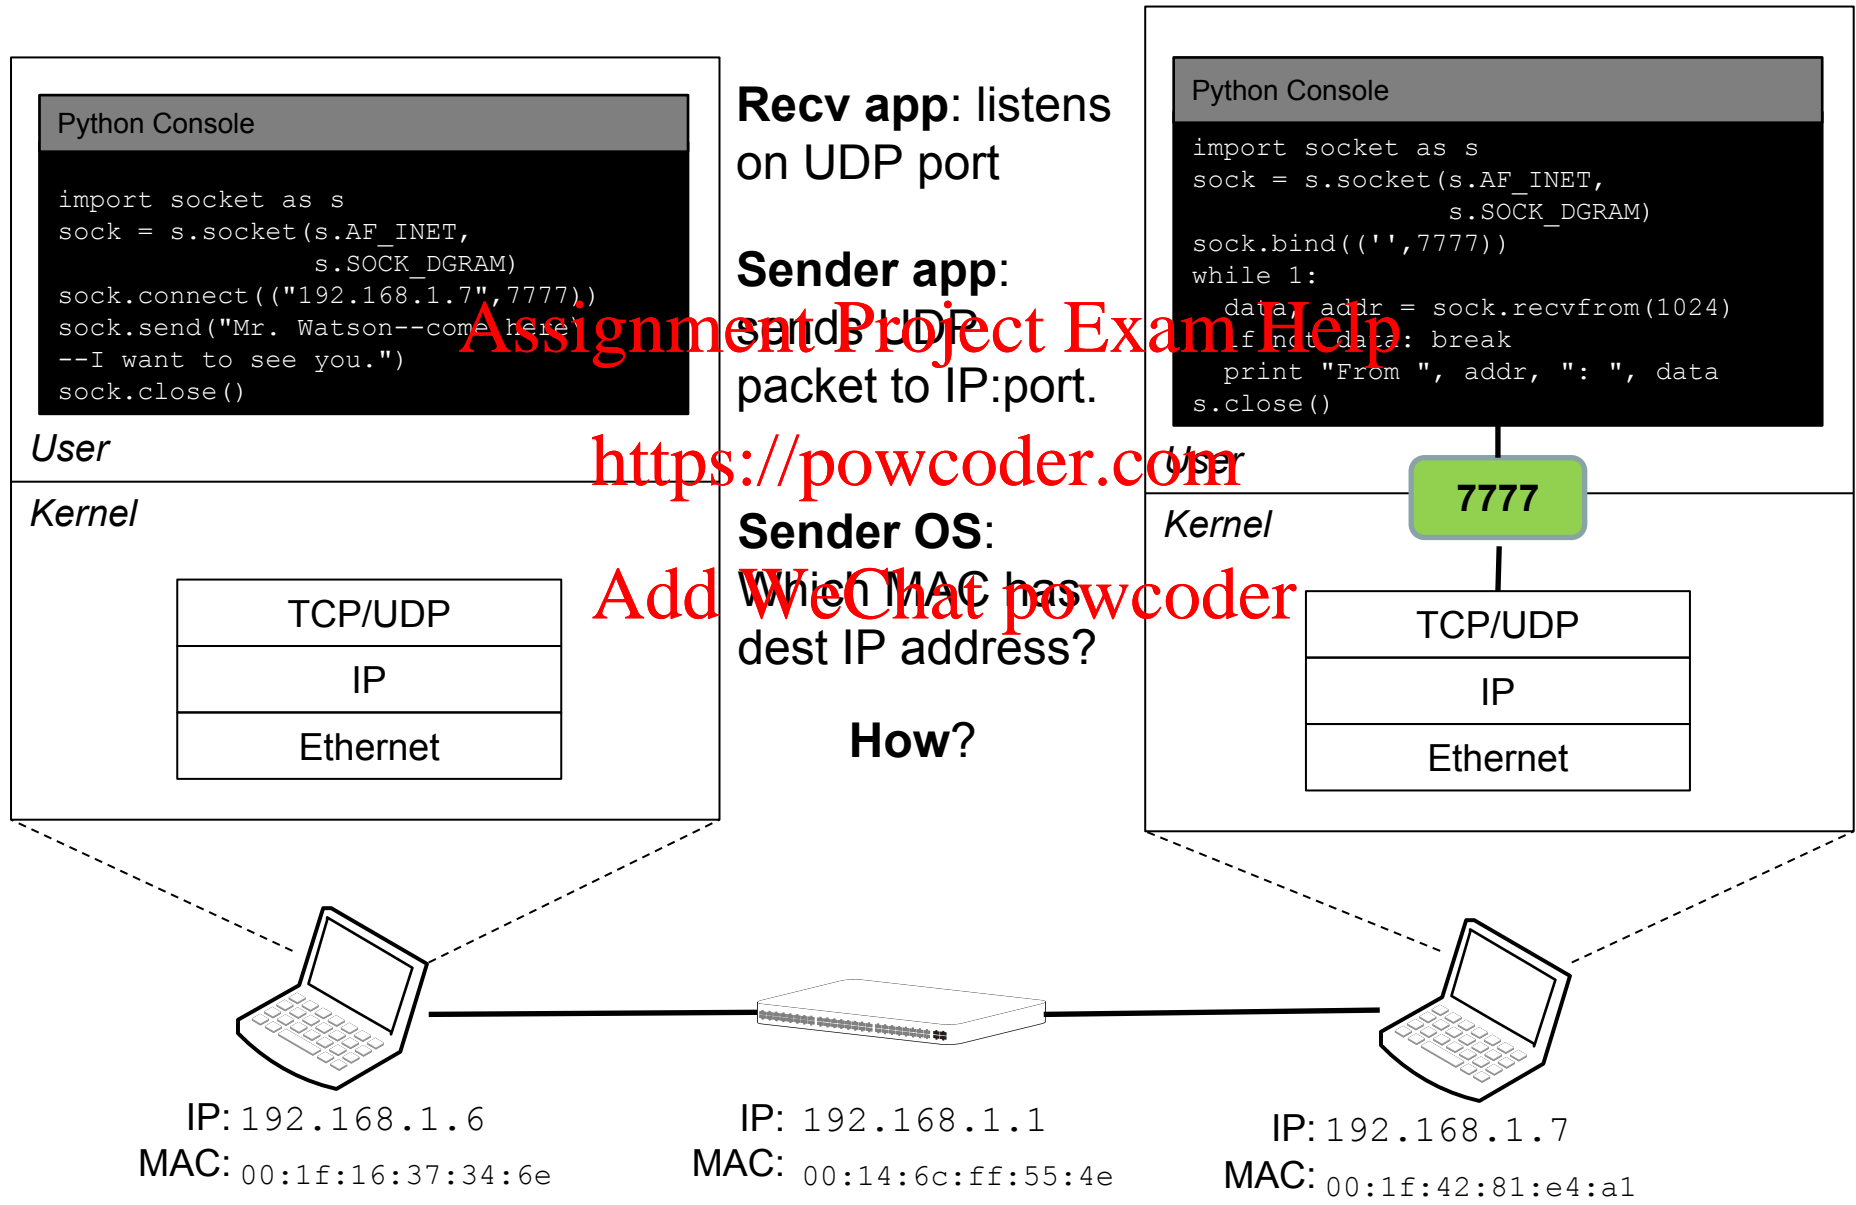 Python Console
import socket as s
sock = s.socket(s.AF_INET,
s.SOCK_DGRAM)
sock.connect(("192.168.1.7",7777))
sock.send("Mr. Watson--come here)
--I want to see you.")
sock.close()
User
Kernel
TCP/UDP
IP
Ethernet
Recv app: listens
on UDP port
Sender app:
sends UDP
packet to IP:port.
Sender OS:
Which MAC has
dest IP address?
How?
Assignment Project Exam Help
https://powcoder.com
Add WeChat powcoder
Python Console
import socket as s
sock = s.socket(s.AF_INET,
s.SOCK_DGRAM)
sock.bind(('',7777))
while 1:
data, addr = sock.recvfrom(1024)
if not data: break
print "From ", addr, ": ", data
s.close()
User
7777
Kernel
TCP/UDP
IP
Ethernet
IP: 192.168.1.6
MAC: 00:1f:16:37:34:6e
IP: 192.168.1.1
MAC: 00:14:6c:ff:55:4e
IP: 192.168.1.7
MAC: 00:1f:42:81:e4:a1